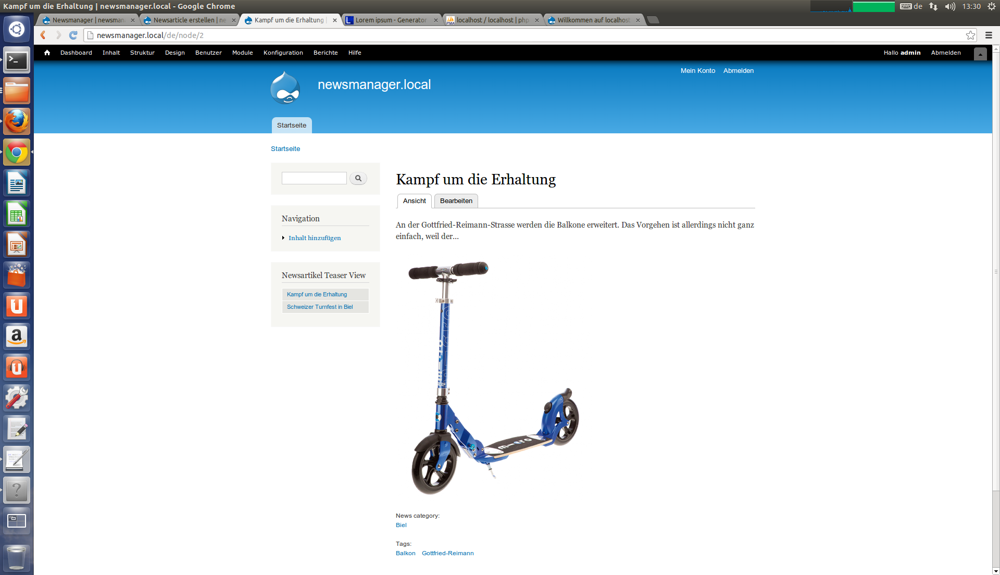 Kampf um die Erhaltung | newsmanager.local - Google Chrome
de
13:30
Newsmanager | newsman
Newsarticle erstellen | ne
Kampf um die Erhaltung |
Lorem ipsum - Generator
localhost / localhost | php
Willkommen auf localhost
newsmanager.local/de/node/2
Dashboard Inhalt Struktur Design Benutzer Module Konfiguration Berichte Hilfe
Hallo admin Abmelden
Mein Konto Abmelden
newsmanager.local
Startseite
Startseite
Kampf um die Erhaltung
Ansicht Bearbeiten
Navigation
Inhalt hinzufügen
An der Gottfried-Reimann-Strasse werden die Balkone erweitert. Das Vorgehen ist allerdings nicht ganz
einfach, weil der...
Newsartikel Teaser View
Kampf um die Erhaltung
Schweizer Turnfest in Biel
micro
News category:
Biel
Tags:
Balkon Gottfried-Reimann